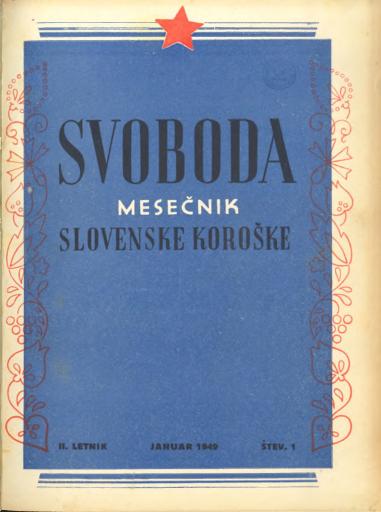 SVOBODA
MESEČNIK
SLOVENSKE KOROŠKE
II. LETNIK JANUAR 1949 ŠTEV. 1